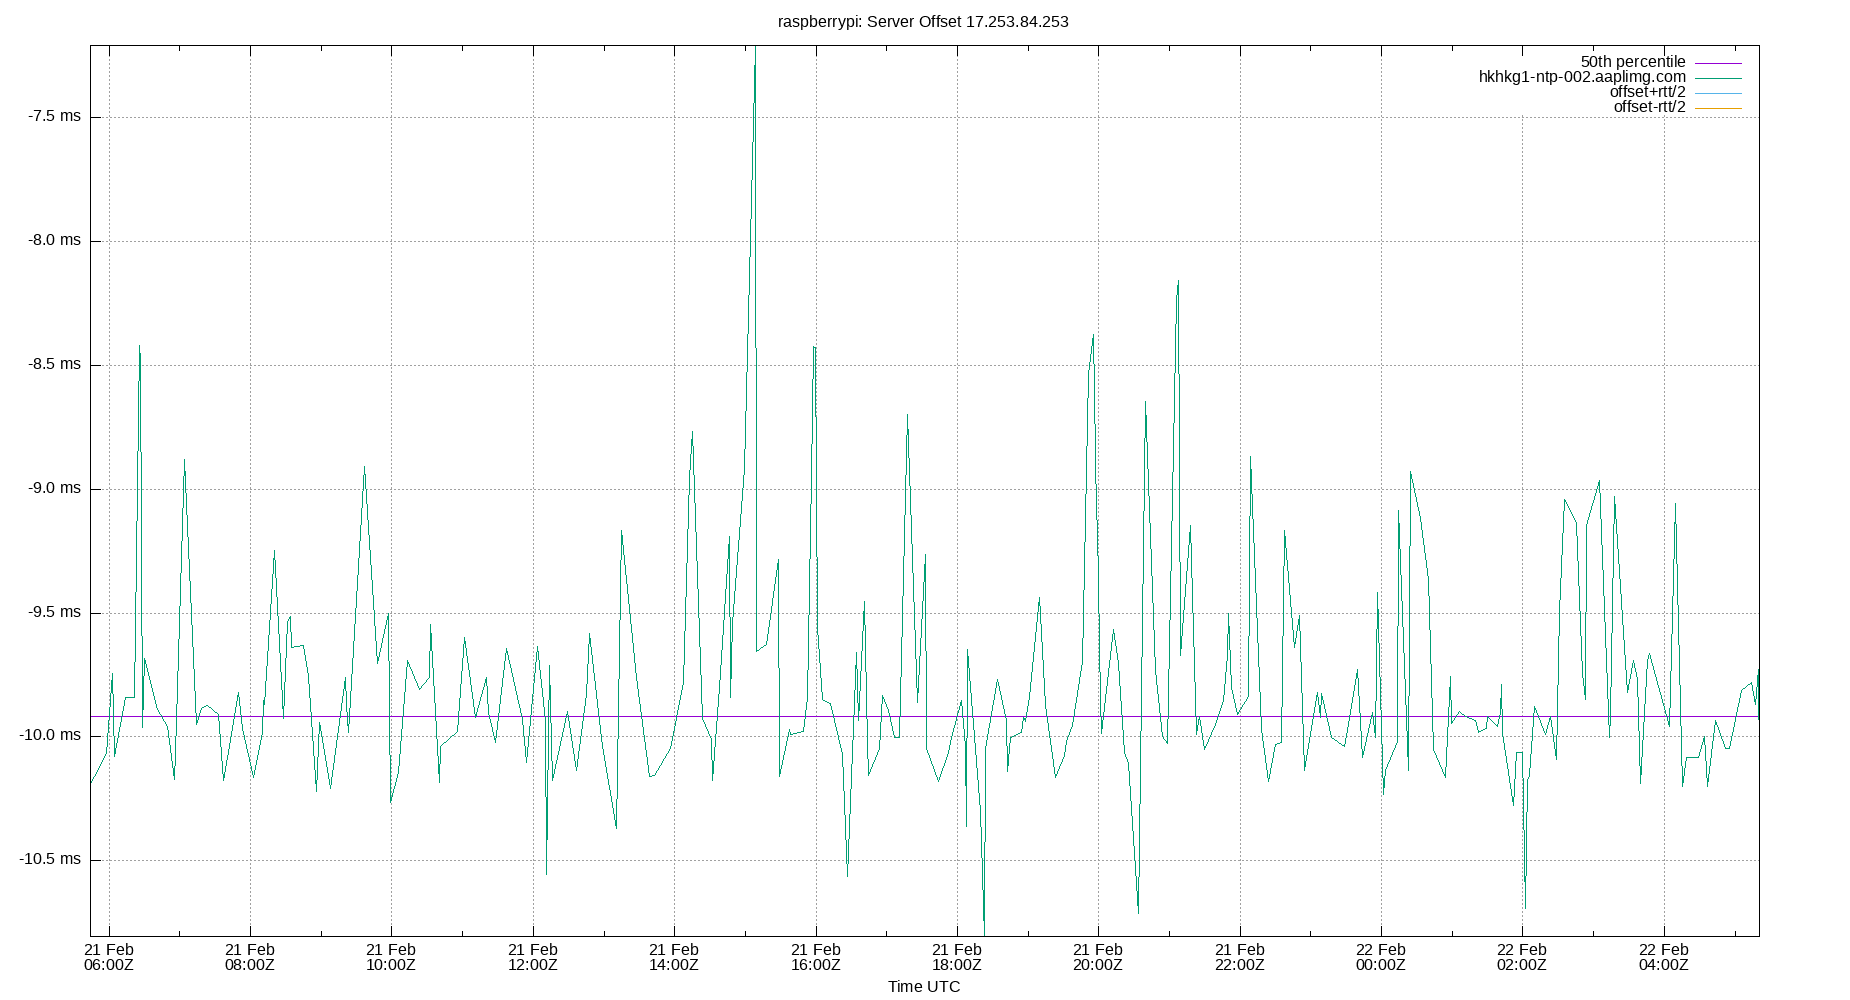 raspberrypi: Server Offset 17.253.84.253
50th percentile
hkhkg1-ntp-002.aaplimg.com
offset+rtt/2
offset-rtt/2
-7.5 ms
-8.0 ms
-8.5 ms
-9.0 ms
-9.5 ms
-10.0 ms
-10.5 ms
21 Feb 21 Feb 21 Feb 21 Feb 21 Feb 21 Feb 21 Feb 21 Feb 21 Feb 22 Feb 22 Feb 22 Feb
06:00Z 08:00Z 10:00Z 12:00Z 14:00Z 16:00Z 18:00Z 20:00Z 22:00Z 00:00Z 02:00Z 04:00Z
Time UTC